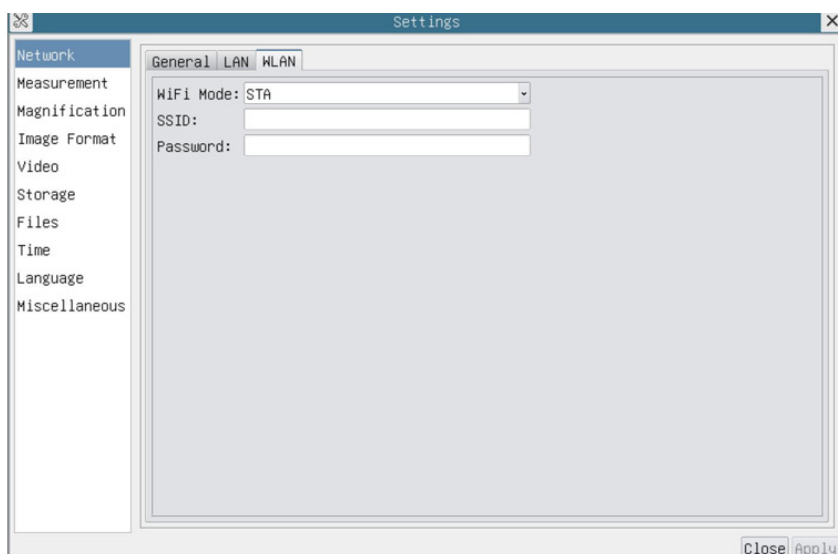 Settings
Network
Measurement
Magnification
Image Format
Video
Storage
Files
Time
Language
Miscellaneous
General LAN WLAN
WiFi Mode: STA
SSID:
Password:
Close Apply